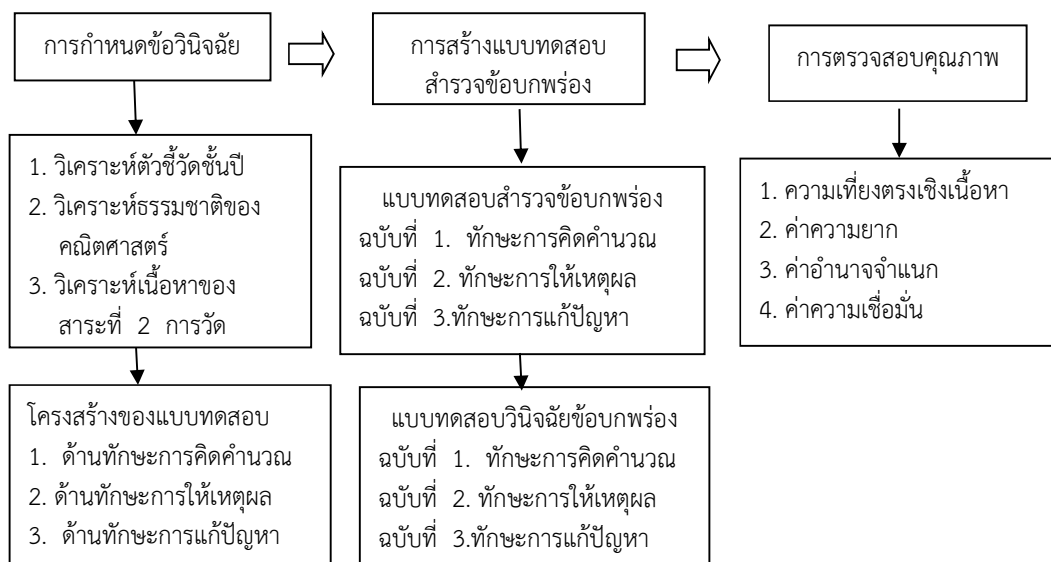 การกำหนดข้อวินิจฉัย
การสร้างแบบทดสอบ
สำรวจข้อบกพร่อง
การตรวจสอบคุณภาพ
1. วิเคราะห์ตัวชี้วัดชั้นปี
2. วิเคราะห์ธรรมชาติของ
คณิตศาสตร์
3. วิเคราะห์เนื้อหาของ
สาระที่ 2 การวัด
แบบทดสอบสำรวจข้อบกพร่อง
ฉบับที่ 1. ทักษะการคิดคำนวณ
ฉบับที่ 2. ทักษะการให้เหตุผล
ฉบับที่ 3.ทักษะการแก้ปัญหา
1. ความเที่ยงตรงเชิงเนื้อหา
2. ค่าความยาก
3. ค่าอำนาจจำแนก
4. ค่าความเชื่อมั่น
โครงสร้างของแบบทดสอบ
1. ด้านทักษะการคิดคำนวณ
2. ด้านทักษะการให้เหตุผล
3. ด้านทักษะการแก้ปัญหา
แบบทดสอบวินิจฉัยข้อบกพร่อง
ฉบับที่ 1. ทักษะการคิดคำนวณ
ฉบับที่ 2. ทักษะการให้เหตุผล
ฉบับที่ 3.ทักษะการแก้ปัญหา